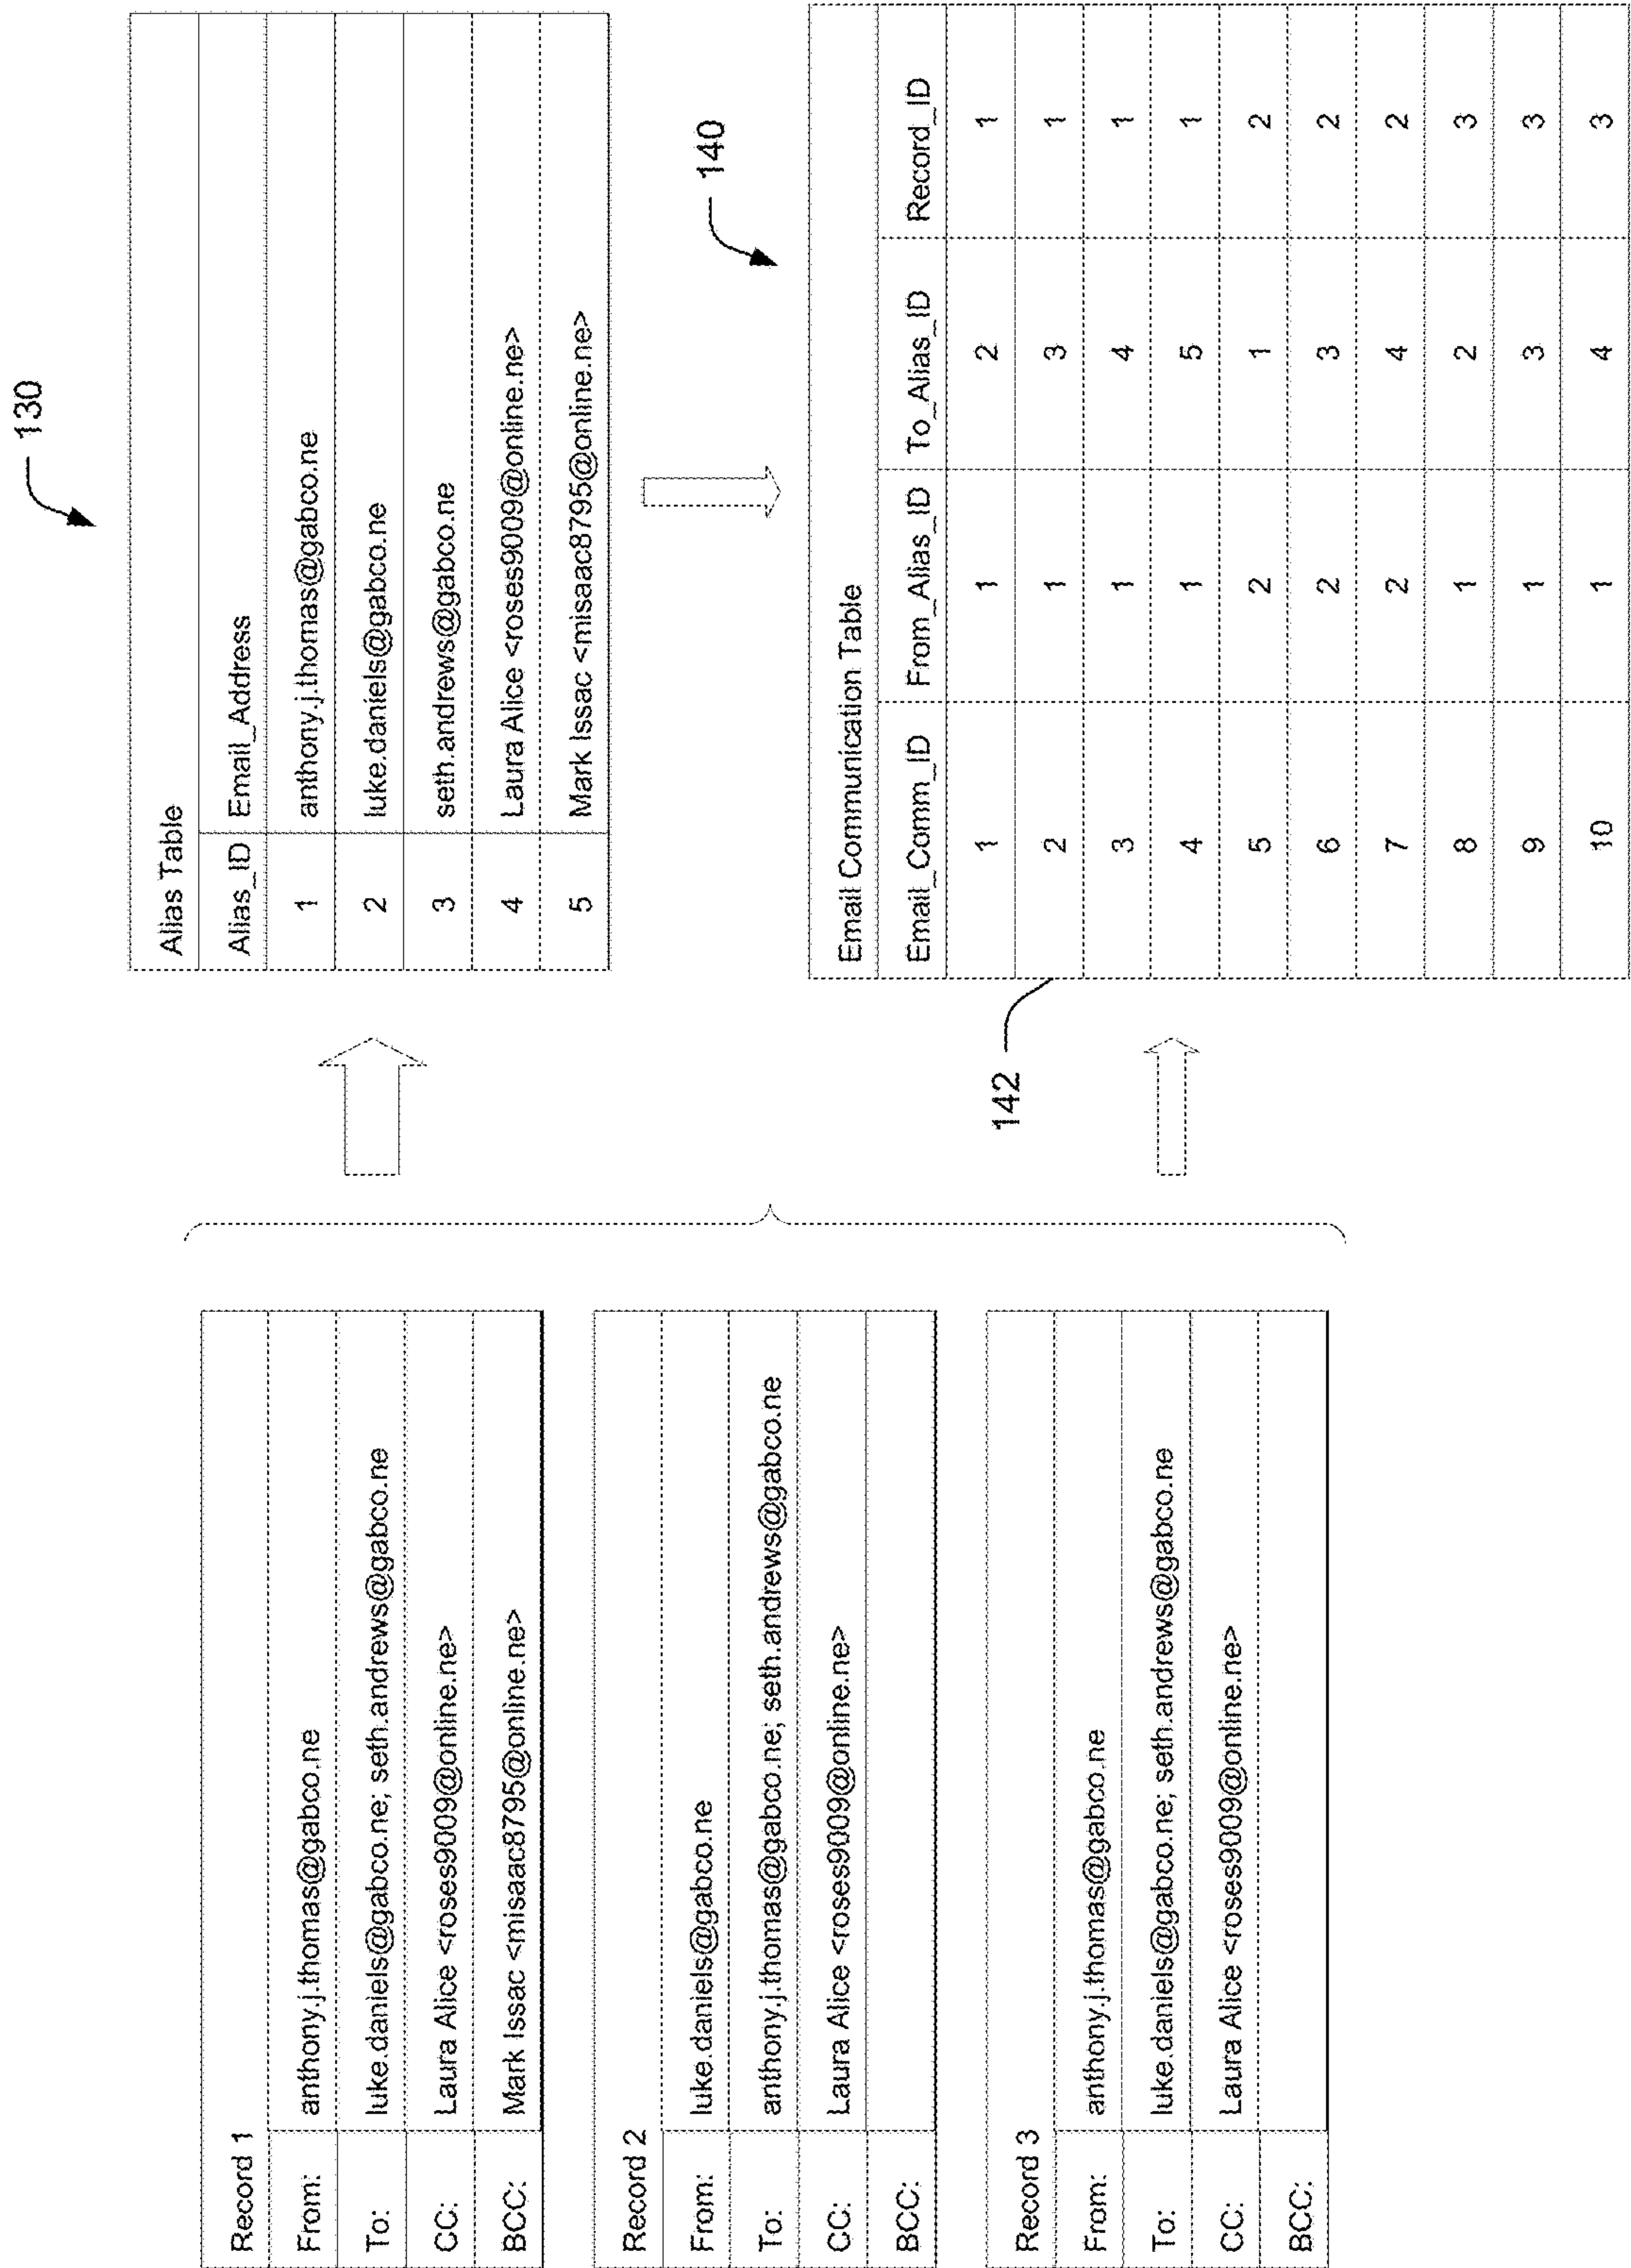 Record 1
From: anthony.j.thomas@gabco.ne
To: luke.daniels@gabco.ne; seth.andrews@gabco.ne
CC: Laura Alice <roses9009@online.ne>
BCC: Mark Issac <misaac8795@online.ne>
Record 2
From: luke.daniels@gabco.ne
To: anthony.j.thomas@gabco.ne; seth.andrews@gabco.ne
CC: Laura Alice <roses9009@online.ne>
BCC:
Record 3
From: anthony.j.thomas@gabco.ne
To: luke.daniels@gabco.ne; seth.andrews@gabco.ne
CC: Laura Alice <roses9009@online.ne>
BCC:
130
Alias Table
Alias_ID Email_Address
1 anthony.j.thomas@gabco.ne
2 luke.daniels@gabco.ne
3 seth.andrews@gabco.ne
4 Laura Alice <roses9009@online.ne>
5 Mark Issac <misaac8795@online.ne>
140
142
Email Communication Table
Email_Comm_ID From_Alias_ID To_Alias_ID Record_ID
1 1 2 1
2 1 3 1
3 1 4 1
4 1 5 1
5 2 1 2
6 2 3 2
7 2 4 2
8 1 2 3
9 1 3 3
10 1 4 3